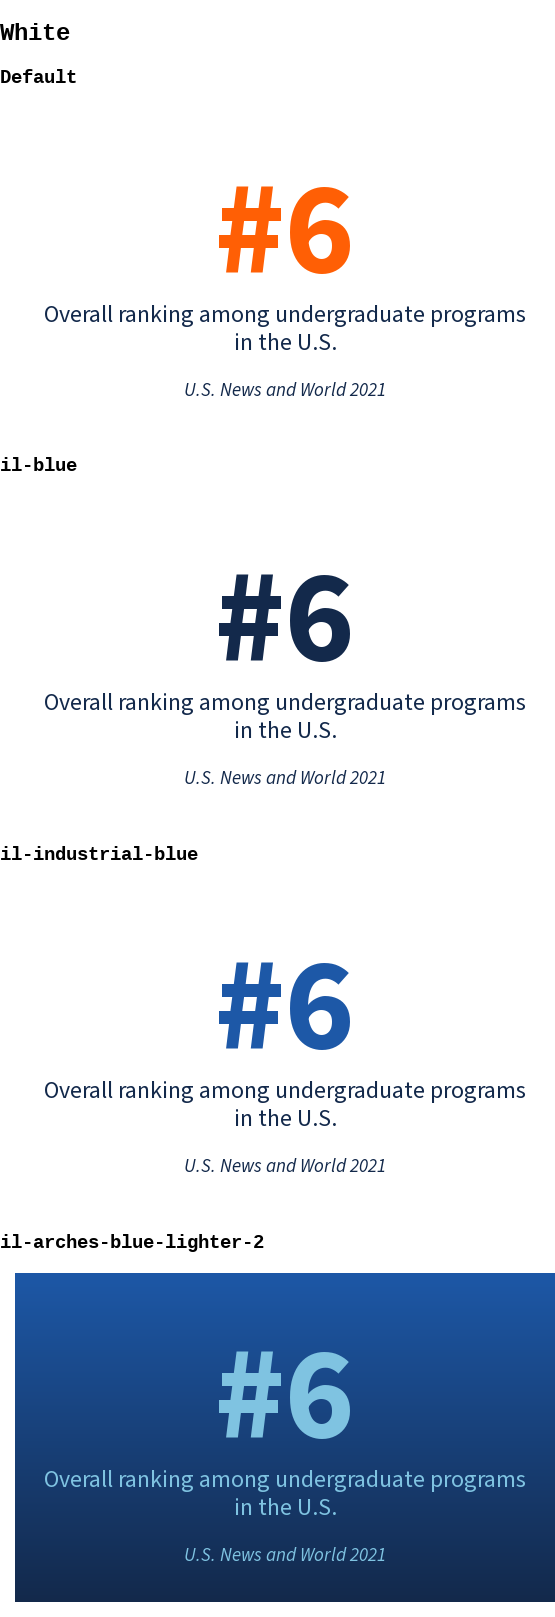 White
Default
#6
Overall ranking among undergraduate programs
in the U.S.
U.S. News and World 2021
il-blue
#6
Overall ranking among undergraduate programs
in the U.S.
U.S. News and World 2021
il-industrial-blue
#6
Overall ranking among undergraduate programs
in the U.S.
U.S. News and World 2021
il-arches-blue-lighter-2
#6
Overall ranking among undergraduate programs
in the U.S.
U.S. News and World 2021